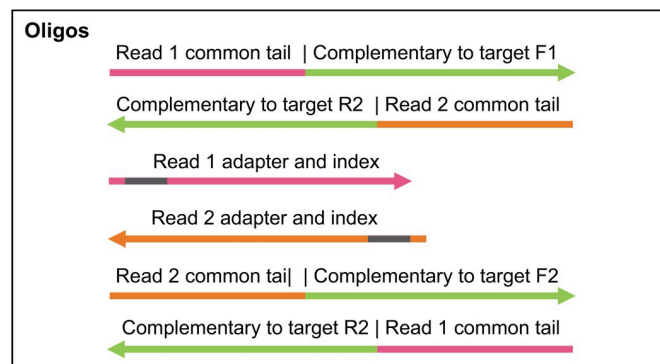 Oligos
Read 1 common tail | Complementary to target F1
Complementary to target R2 | Read 2 common tail
Read 1 adapter and index
Read 2 adapter and index
Read 2 common tai| | Complementary to target F2
Complementary to target R2 | Read 1 common tail